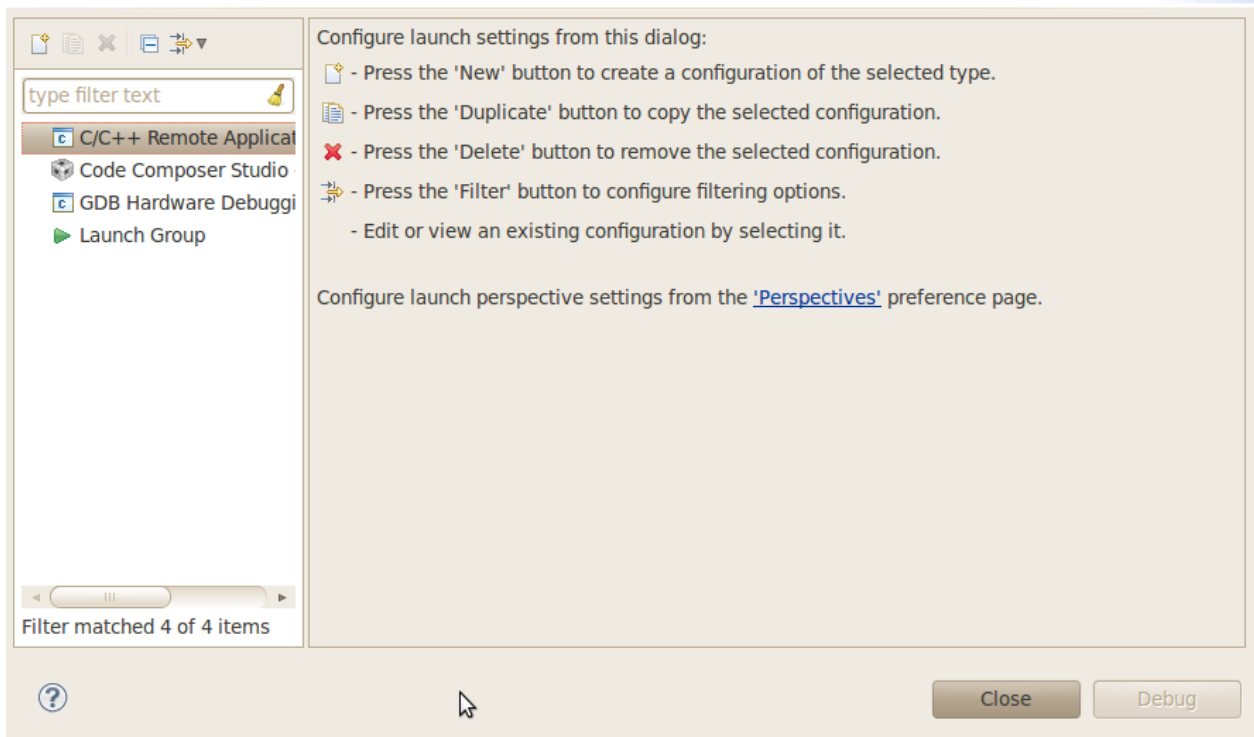 type filter text
C/C++ Remote Applicat
Code Composer Studio
GDB Hardware Debuggi
Launch Group
Filter matched 4 of 4 items
Configure launch settings from this dialog:
- Press the 'New' button to create a configuration of the selected type.
- Press the 'Duplicate' button to copy the selected configuration.
- Press the 'Delete' button to remove the selected configuration.
- Press the 'Filter' button to configure filtering options.
- Edit or view an existing configuration by selecting it.
Configure launch perspective settings from the 'Perspectives' preference page.
Close
Debug